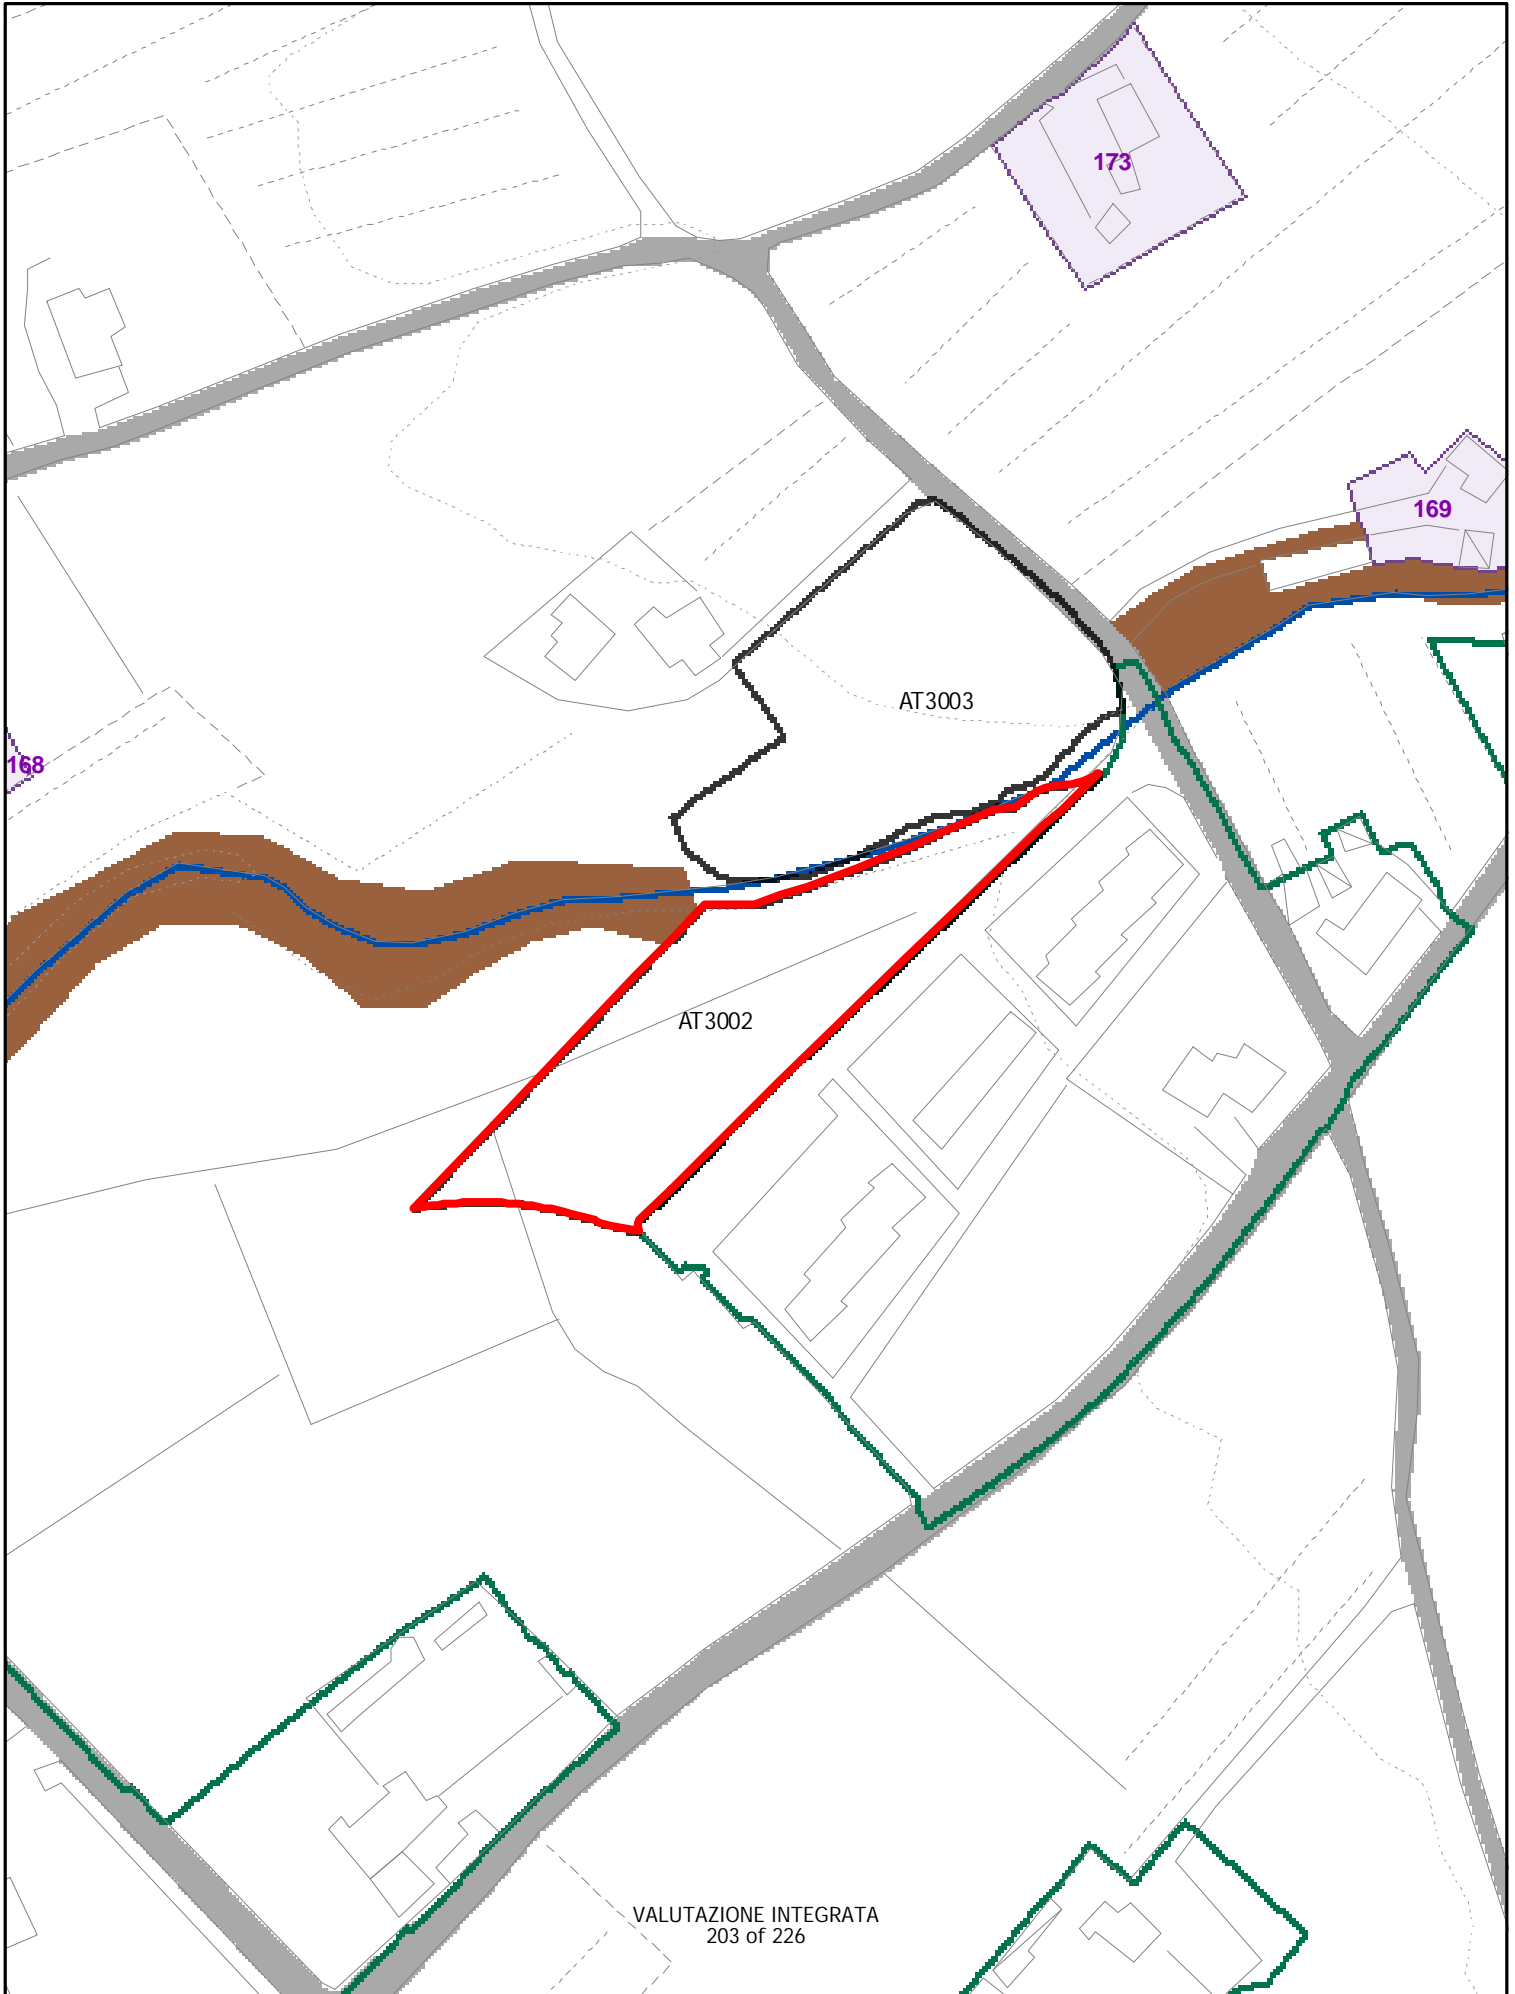 173
169
AT3003
168
AT3002
VALUTAZIONE INTEGRATA
203 of 226